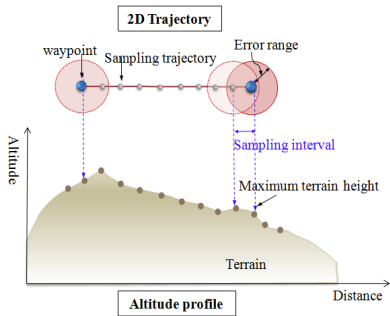 2D Trajectory
waypoint
Sampling trajectory
Error range
Sampling interval
Altitude
Maximum terrain height
Terrain
Distance
Altitude profile